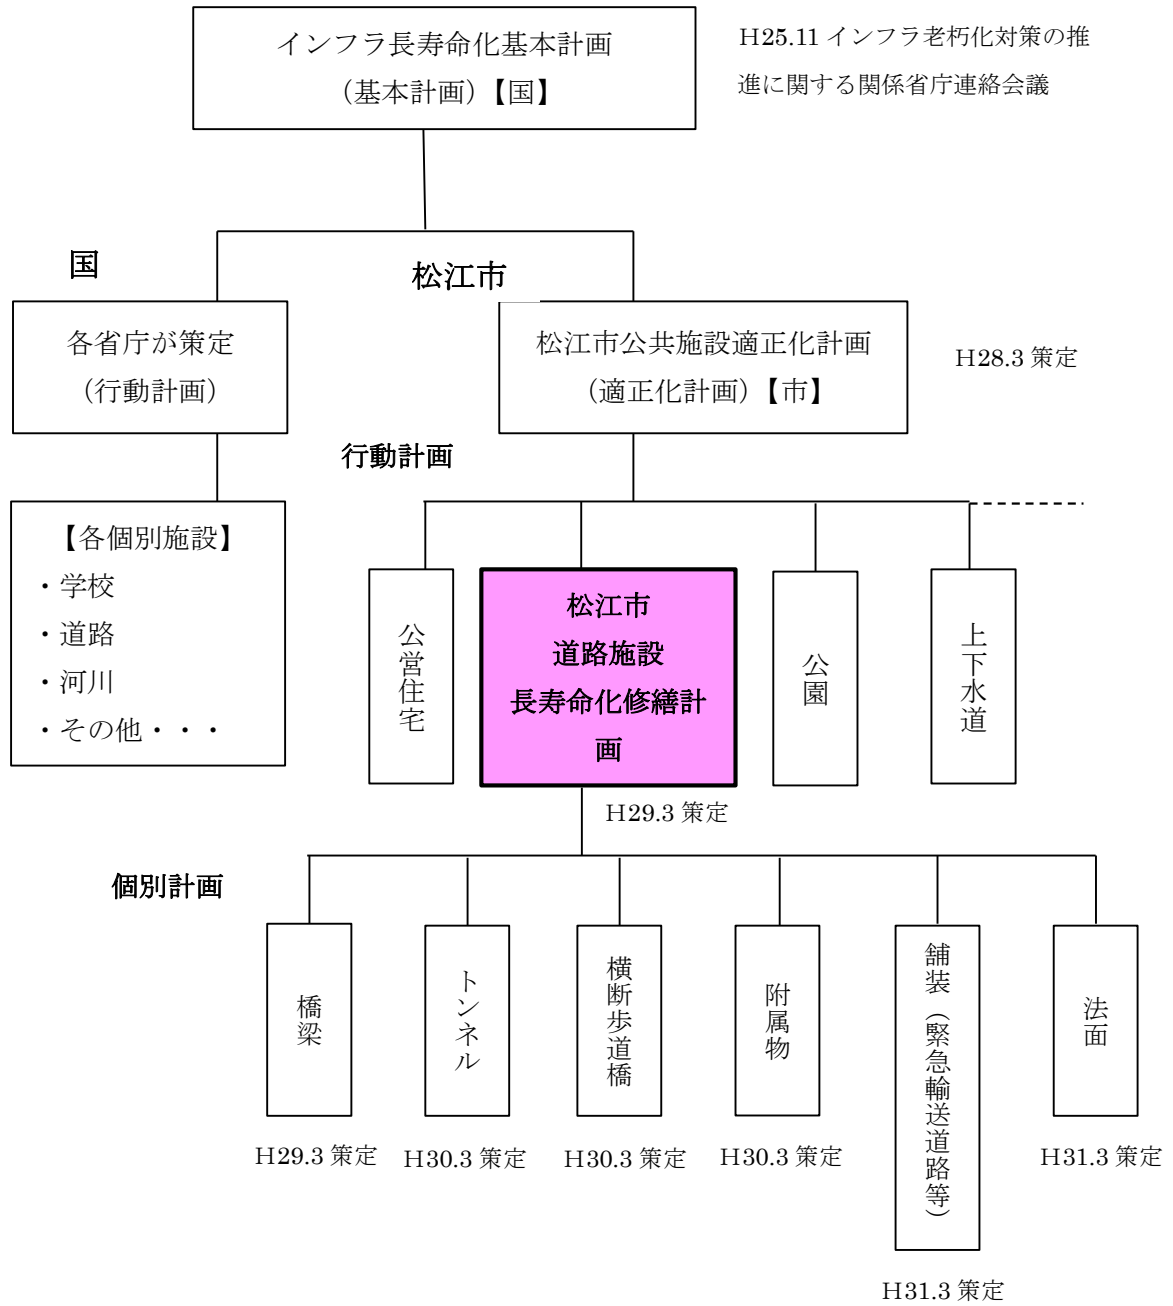 インフラ長寿命化基本計画
（基本計画）【国】
H25.11 インフラ老朽化対策の推
進に関する関係省庁連絡会議
国
松江市
各省庁が策定
（行動計画）
松江市公共施設適正化計画
（適正化計画）【市】
H28.3 策定
行動計画
【各個別施設】
・学校
・道路
・河川
・その他・・・
公営住宅
松江市
道路施設
長寿命化修繕計
画
公園
上下水道
H29.3 策定
個別計画
橋梁
トンネル
横断歩道橋
附属物
舗装（緊急輸送道路等）
法面
H29.3 策定
H30.3 策定
H30.3 策定
H30.3 策定
H31.3 策定
H31.3 策定